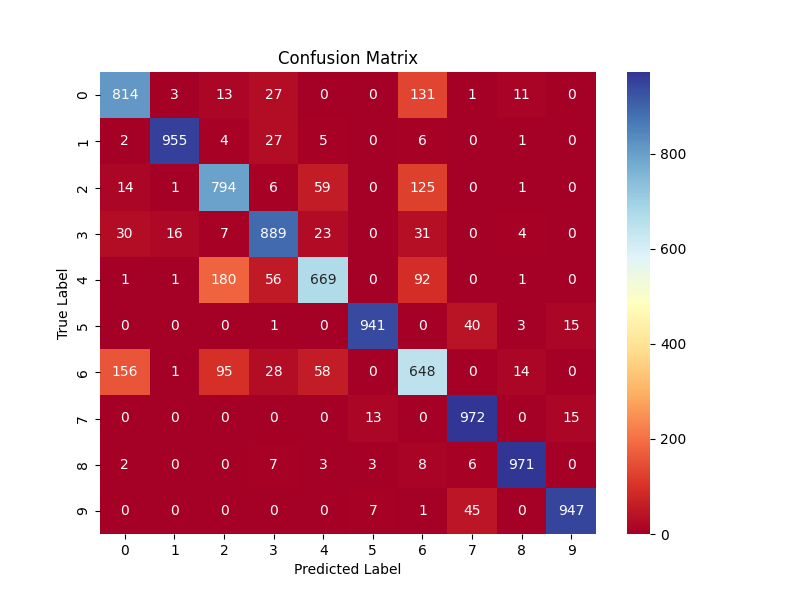 Confusion Matrix
0 814 3 13 27 0 0 131 1 11 0
1 2 955 4 27 5 0 6 0 1 0
2 14 1 794 6 59 0 125 0 1 0
3 30 16 7 889 23 0 31 0 4 0
4 1 1 180 56 669 0 92 0 1 0
5 0 0 0 1 0 941 0 40 3 15
6 156 1 95 28 58 0 648 0 14 0
7 0 0 0 0 0 13 0 972 0 15
8 2 0 0 7 3 3 8 6 971 0
9 0 0 0 0 0 7 1 45 0 947
0 1 2 3 4 5 6 7 8 9
Predicted Label
True Label
800
600
400
200
0